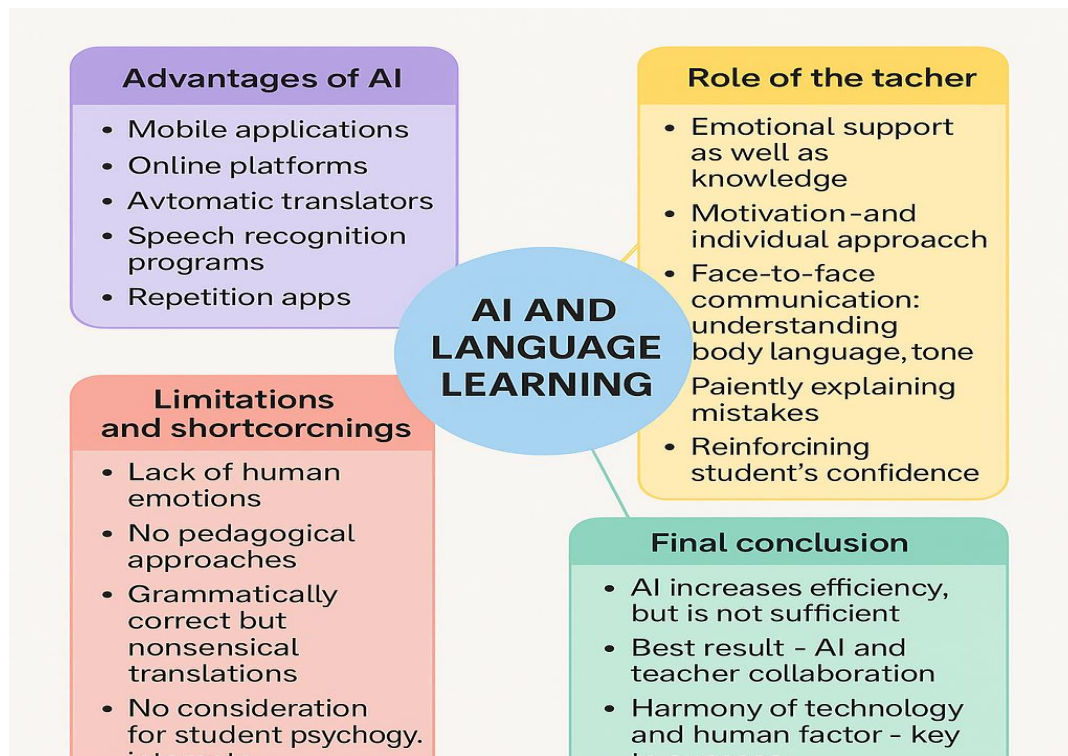 Advantages of AI
• Mobile applications
• Online platforms
• Avtomatic translators
• Speech recognition
programs
• Repetition apps
AI AND
LANGUAGE
LEARNING
Role of the tacher
• Emotional support
as well as
knowledge
• Motivation-and
individual approacch
• Face-to-face
communication:
understanding
body language, tone
Paiently explaining
mistakes
• Reinforcining
student's confidence
Limitations
and shortcorcnings
• Lack of human
emotions
• No pedagogical
approaches
• Grammatically
correct but
nonsensical
translations
• No consideration
for student psychogy.
Final conclusion
• AI increases efficiency,
but is not sufficient
• Best result - AI and
teacher collaboration
• Harmony of technology
and human factor - key